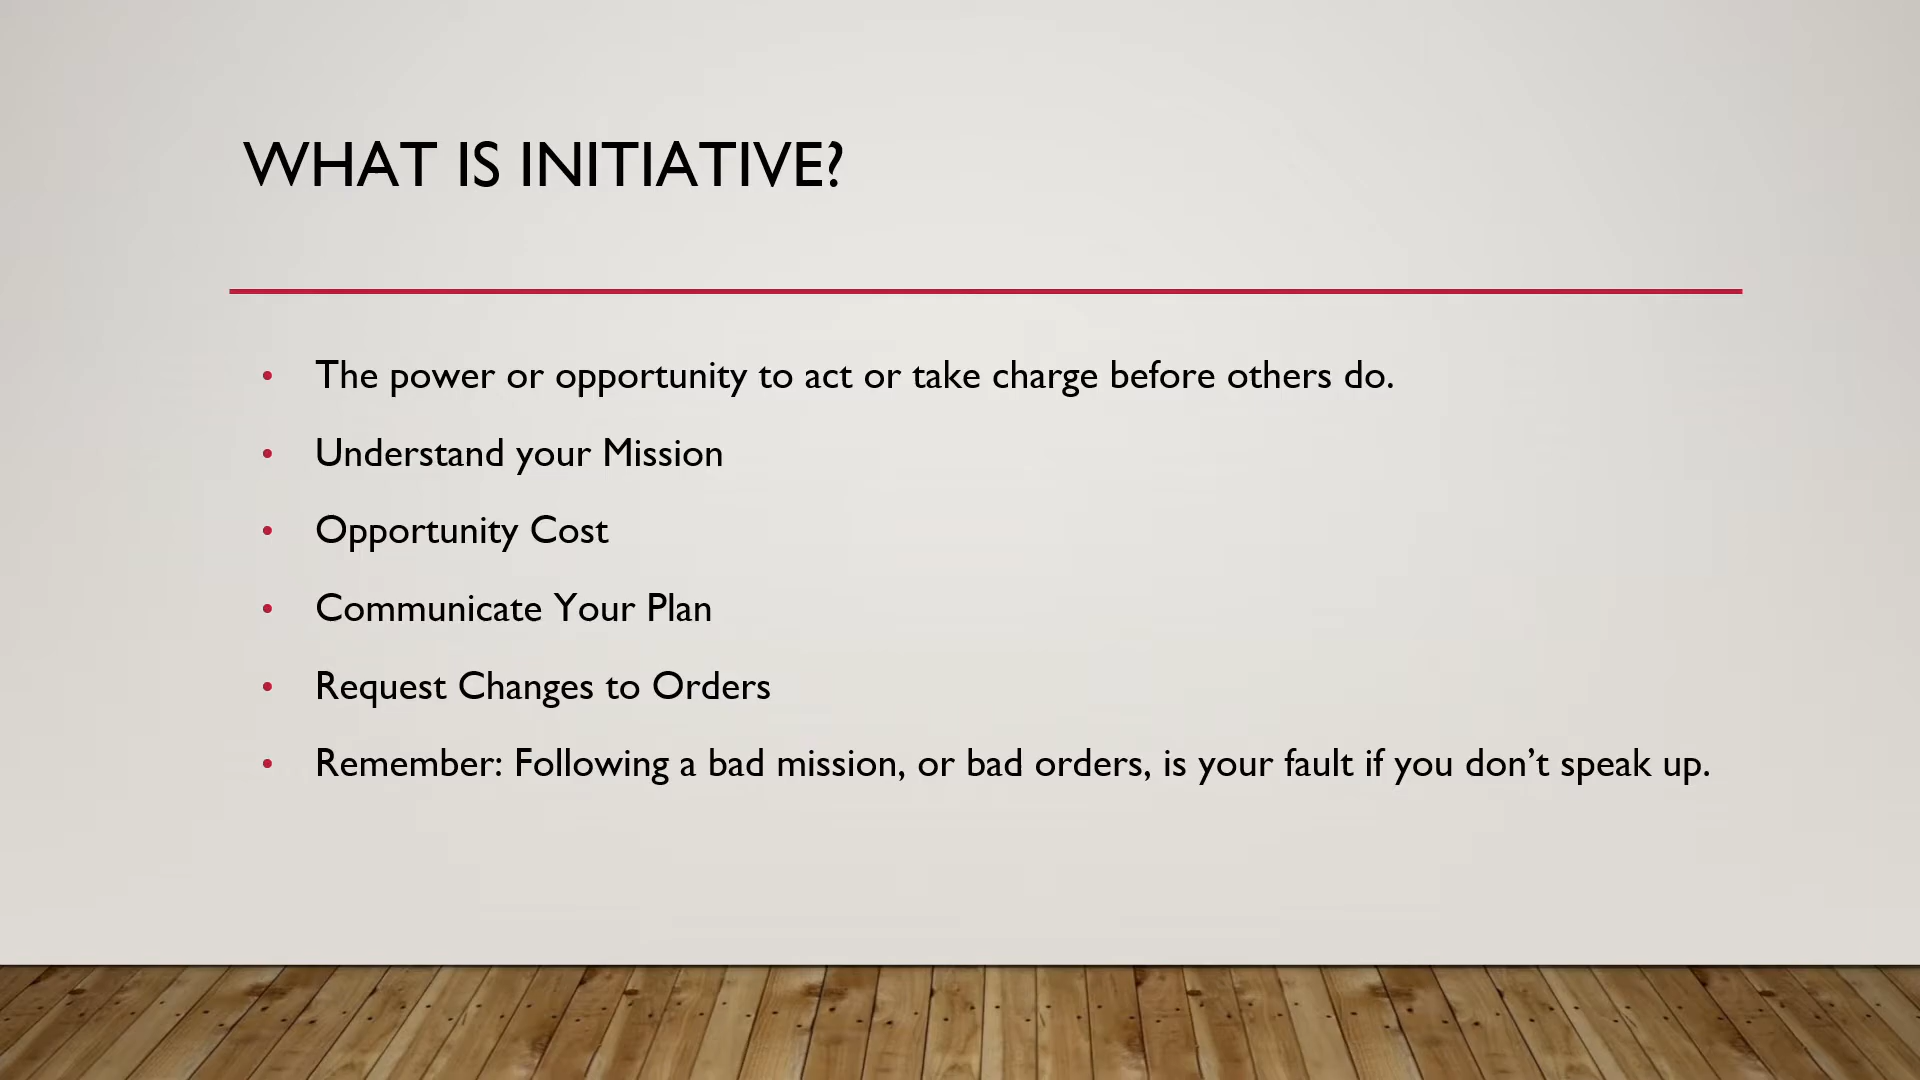 WHAT IS INITIATIVE?
• The power or opportunity to act or take charge before others do.
• Understand your Mission
• Opportunity Cost
• Communicate Your Plan
• Request Changes to Orders
• Remember: Following a bad mission, or bad orders, is your fault if you don’t speak up.